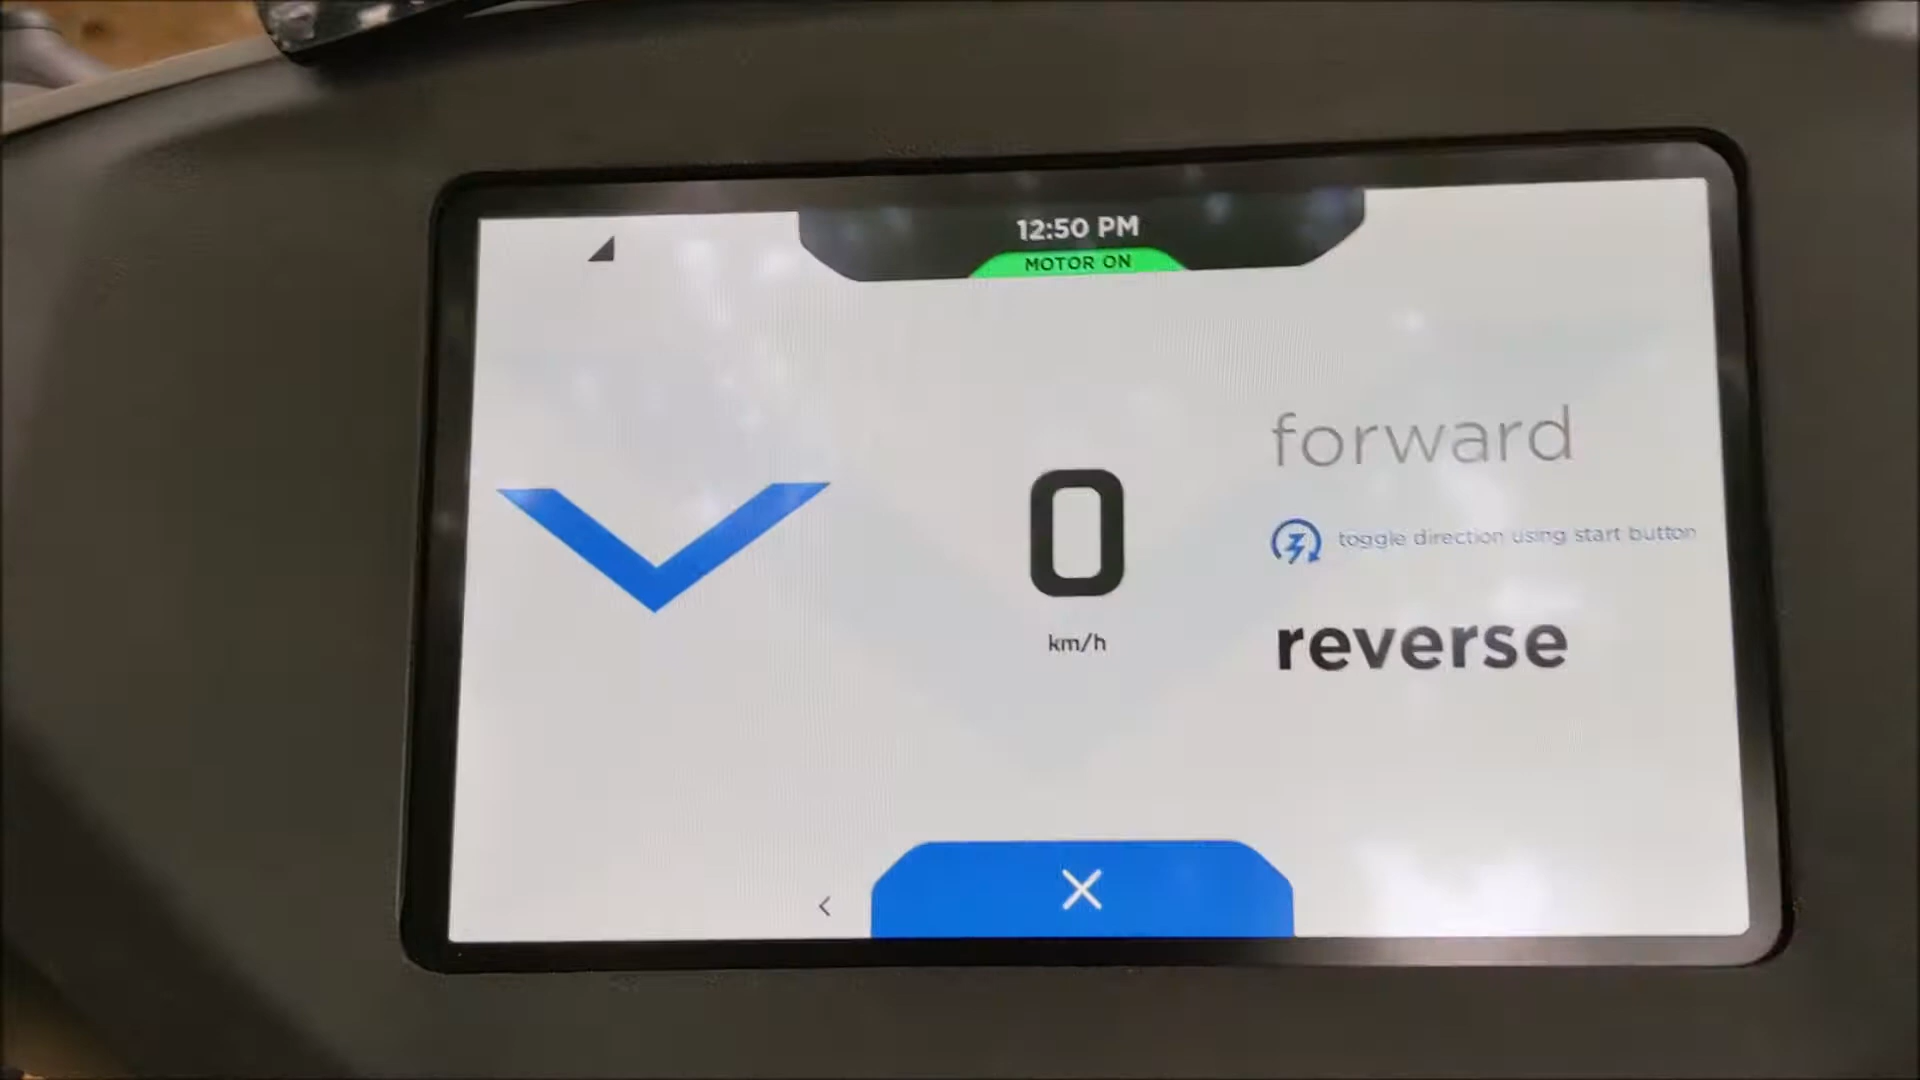 12:50 PM
MOTOR ON
forward
toggle direction using start button
0
km/h
reverse